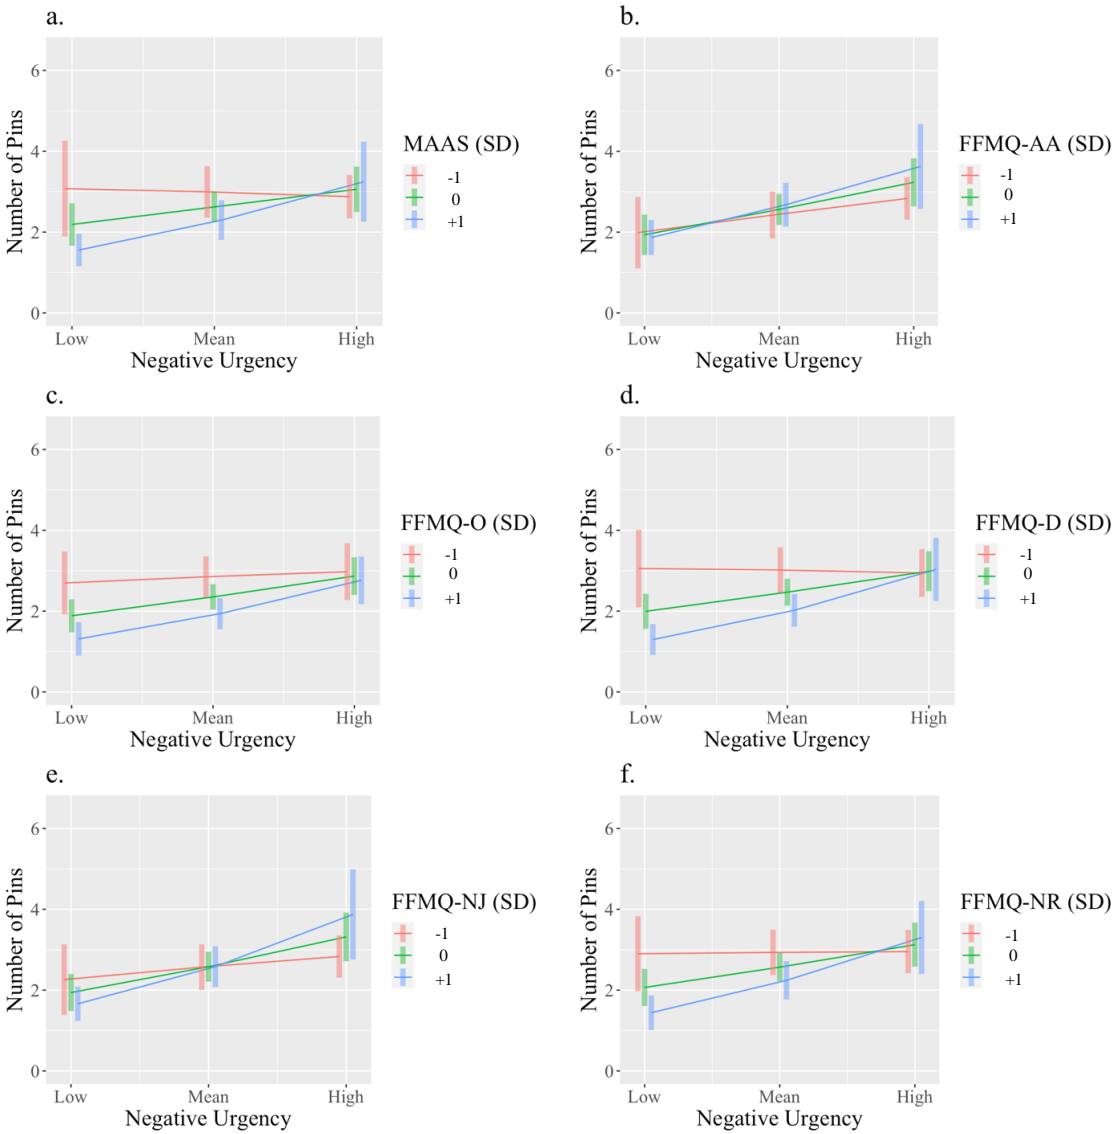 a.
Number of Pins
6
4
2
0
Low Mean High
Negative Urgency
MAAS (SD)
-1
0
+1
b.
Number of Pins
6
4
2
0
Low Mean High
Negative Urgency
FFMQ-AA (SD)
-1
0
+1
c.
Number of Pins
6
4
2
0
Low Mean High
Negative Urgency
FFMQ-O (SD)
-1
0
+1
d.
Number of Pins
6
4
2
0
Low Mean High
Negative Urgency
FFMQ-D (SD)
-1
0
+1
e.
Number of Pins
6
4
2
0
Low Mean High
Negative Urgency
FFMQ-NJ (SD)
-1
0
+1
f.
Number of Pins
6
4
2
0
Low Mean High
Negative Urgency
FFMQ-NR (SD)
-1
0
+1